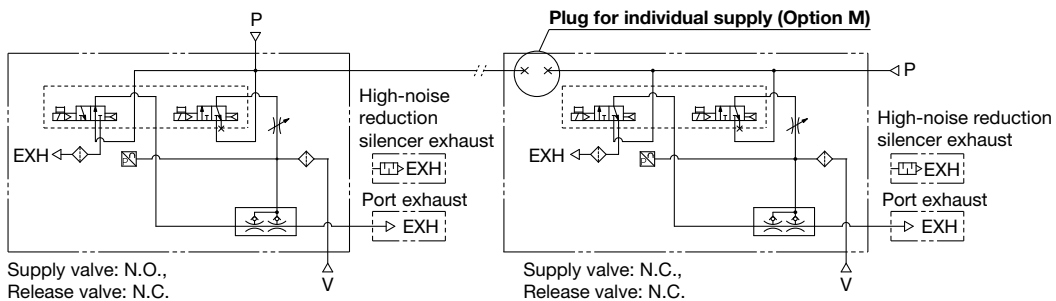 P
Plug for individual supply (Option M)
P
High-noise
reduction
silencer exhaust
EXH
EXH
Port exhaust
EXH
V
Supply valve: N.O.,
Release valve: N.C.
High-noise reduction
silencer exhaust
EXH
EXH
Port exhaust
EXH
V
Supply valve: N.C.,
Release valve: N.C.